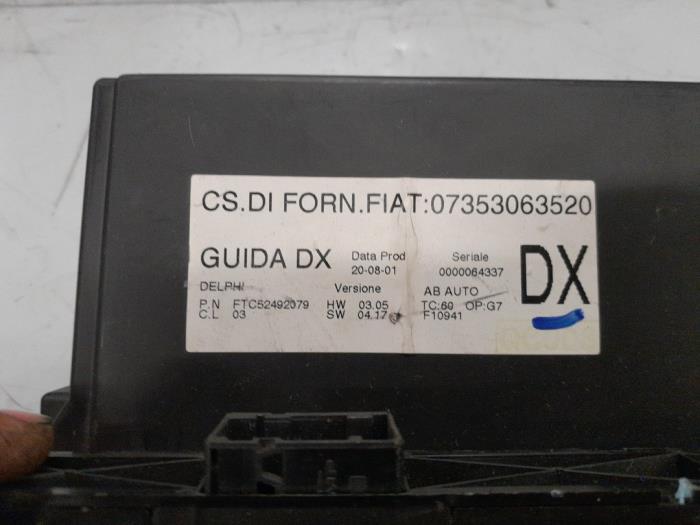 CS.DI FORN.FIAT:07353063520
GUIDA DX Data Prod Seriale
20-08-01 0000064337
DX
DELPHI Versione AB AUTO
P.N FTC52492079 HW 03.05 TC:60 OP:G7
C.L 03 SW 04.17 F10941